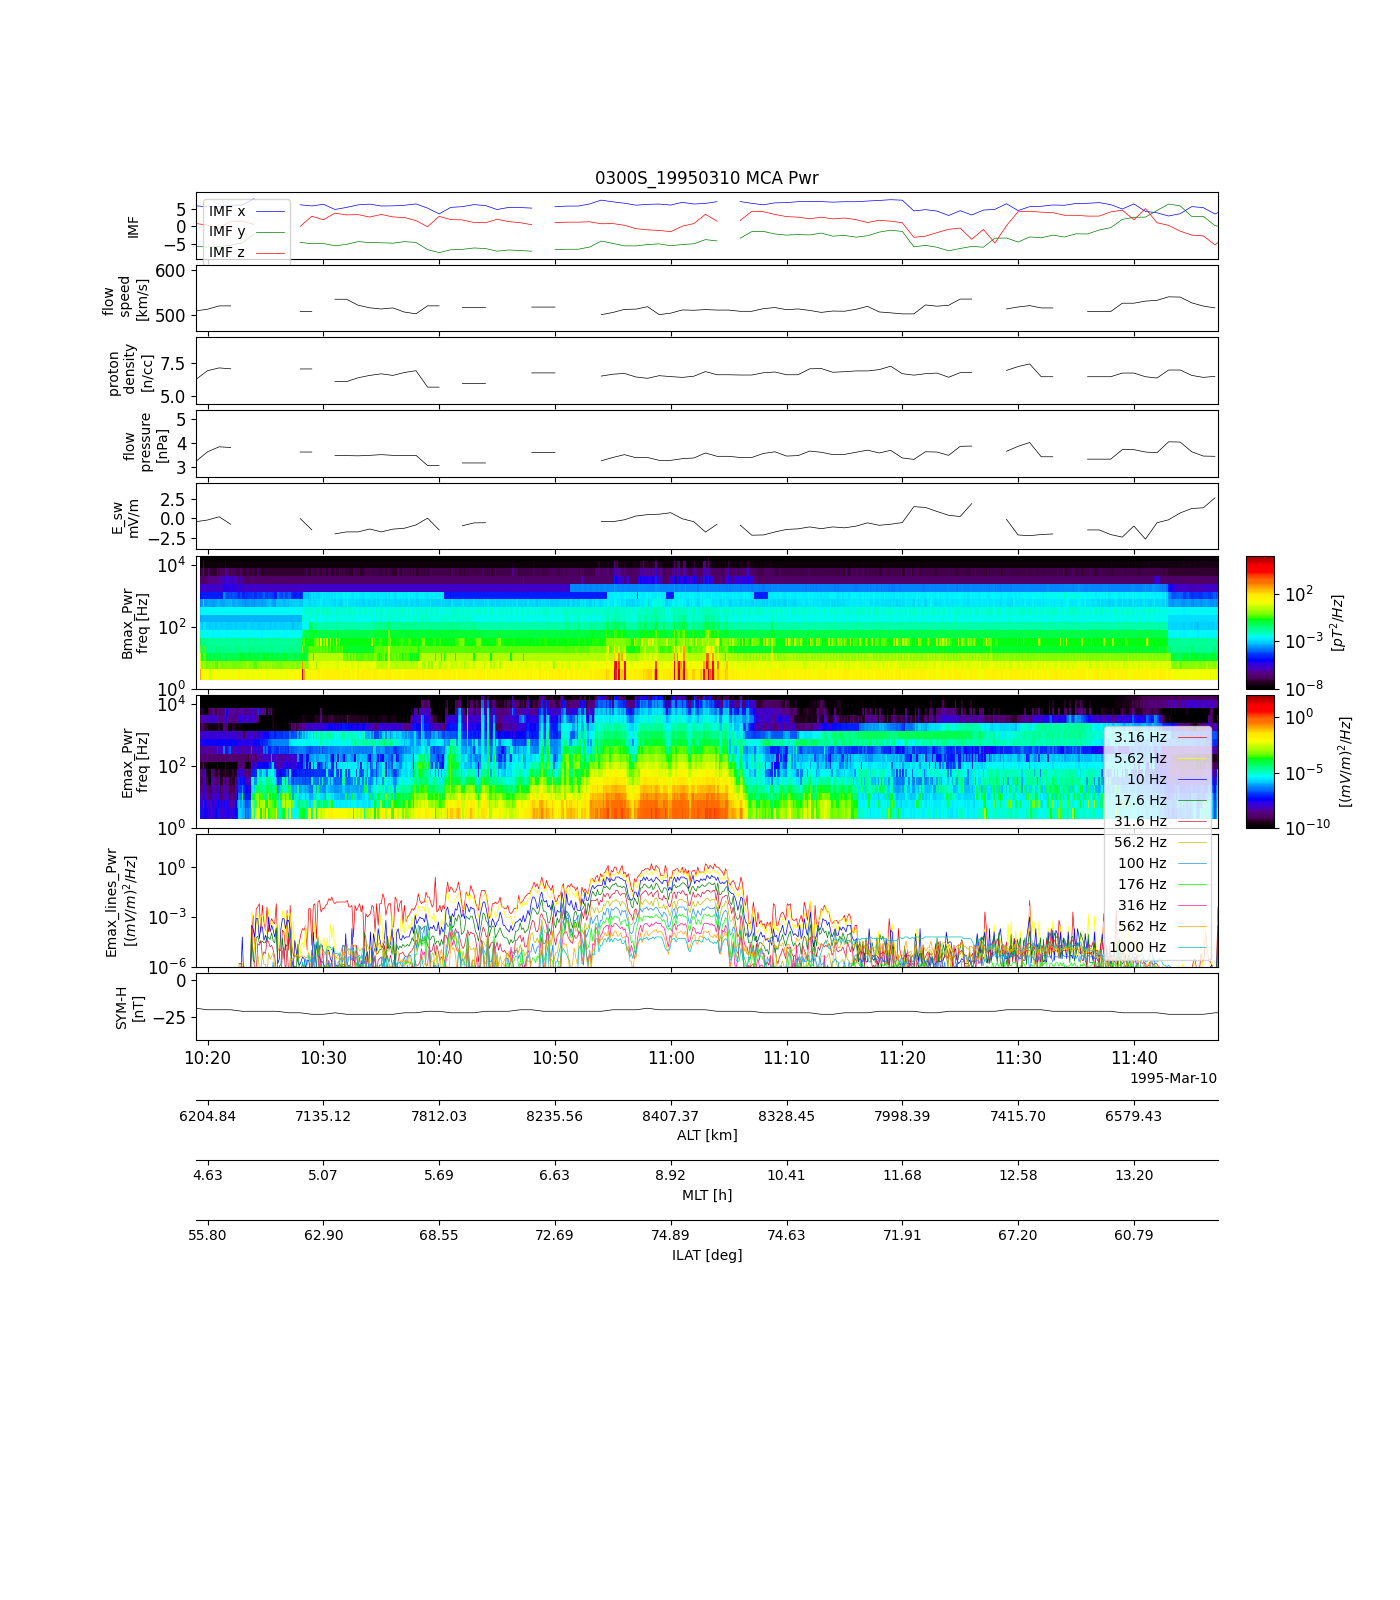 0300S_19950310 MCA Pwr
IMF
5
0
−5
IMF x
IMF y
IMF z
flow
speed
[km/s]
600
500
proton
density
[n/cc]
7.5
5.0
flow
pressure
[nPa]
5
4
3
E_sw
mV/m
2.5
0.0
−2.5
Bmax_Pwr
freq [Hz]
10^4
10^2
10^0
10^2
10^−3
10^−8
[pT^2/Hz]
Emax_Pwr
freq [Hz]
10^4
10^2
10^0
10^0
10^−5
10^−10
[(mV/m)^2/Hz]
3.16 Hz
5.62 Hz
10 Hz
17.6 Hz
31.6 Hz
56.2 Hz
100 Hz
176 Hz
316 Hz
562 Hz
1000 Hz
Emax_lines_Pwr
[(mV/m)^2/Hz]
10^0
10^−3
10^−6
SYM-H
[nT]
0
−25
10:20 10:30 10:40 10:50 11:00 11:10 11:20 11:30 11:40
1995-Mar-10
6204.84 7135.12 7812.03 8235.56 8407.37 8328.45 7998.39 7415.70 6579.43
ALT [km]
4.63 5.07 5.69 6.63 8.92 10.41 11.68 12.58 13.20
MLT [h]
55.80 62.90 68.55 72.69 74.89 74.63 71.91 67.20 60.79
ILAT [deg]